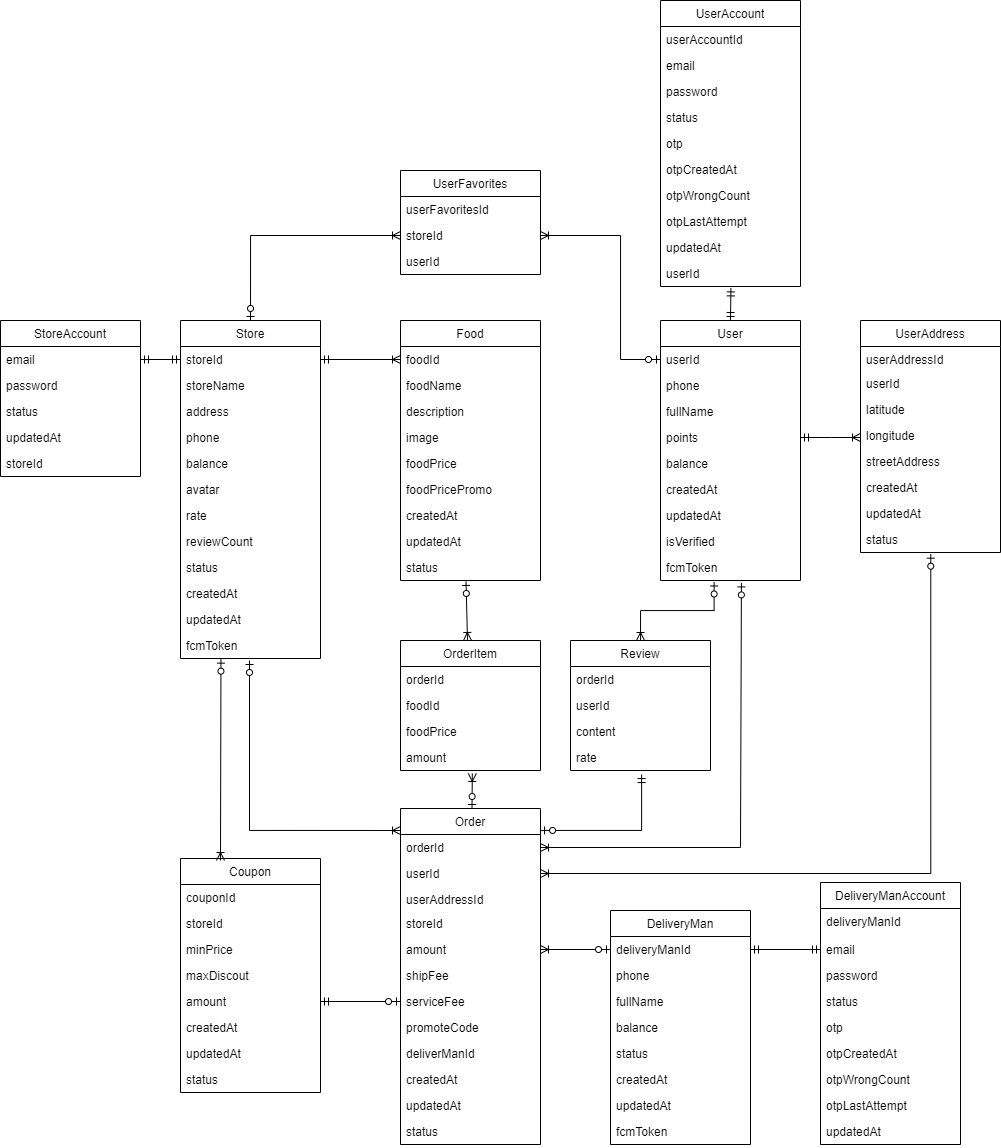 UserAccount
userAccountId
email
password
status
otp
otpCreatedAt
otpWrongCount
otpLastAttempt
updatedAt
userId
UserFavorites
userFavoritesId
storeId
userId
StoreAccount
email
password
status
updatedAt
storeId
Store
storeId
storeName
address
phone
balance
avatar
rate
reviewCount
status
createdAt
updatedAt
fcmToken
Food
foodId
foodName
description
image
foodPrice
foodPricePromo
createdAt
updatedAt
status
User
userId
phone
fullName
points
balance
createdAt
updatedAt
isVerified
fcmToken
UserAddress
userAddressId
userId
latitude
longitude
streetAddress
createdAt
updatedAt
status
OrderItem
orderId
foodId
foodPrice
amount
Review
orderId
userId
content
rate
Coupon
couponId
storeId
minPrice
maxDiscout
amount
createdAt
updatedAt
status
Order
orderId
userId
userAddressId
storeId
amount
shipFee
serviceFee
promoteCode
deliverManId
createdAt
updatedAt
status
DeliveryMan
deliveryManId
phone
fullName
balance
status
createdAt
updatedAt
fcmToken
DeliveryManAccount
deliveryManId
email
password
status
otp
otpCreatedAt
otpWrongCount
otpLastAttempt
updatedAt